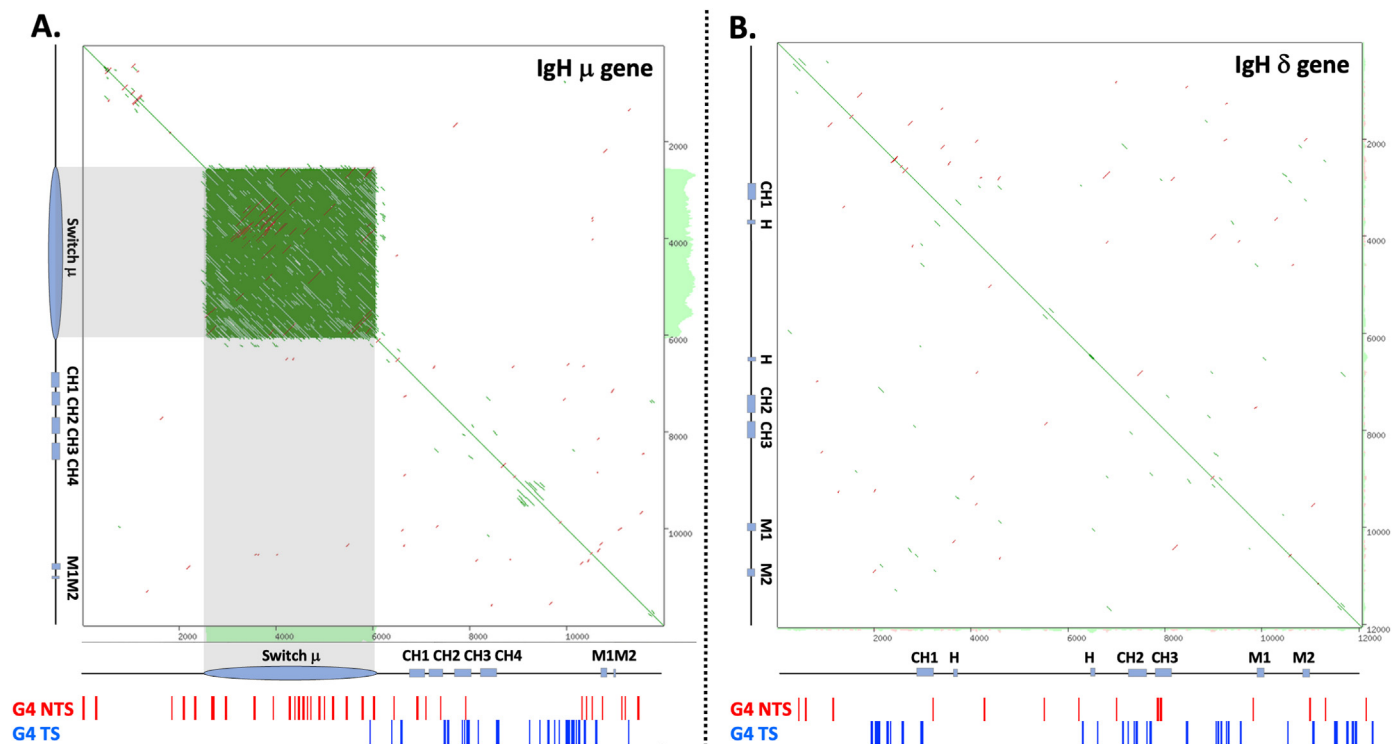 A.
IgH μ gene
2000
4000
6000
8000
10000
Switch μ
CH1 CH2 CH3 CH4
M1M2
2000
4000
6000
8000
10000
Switch μ
CH1 CH2 CH3 CH4
M1M2
G4 NTS
G4 TS
B.
IgH δ gene
2000
4000
6000
8000
10000
12000
CH1
H
H
CH2
CH3
M1
M2
2000
4000
6000
8000
10000
12000
CH1 H
H CH2 CH3
M1 M2
G4 NTS
G4 TS